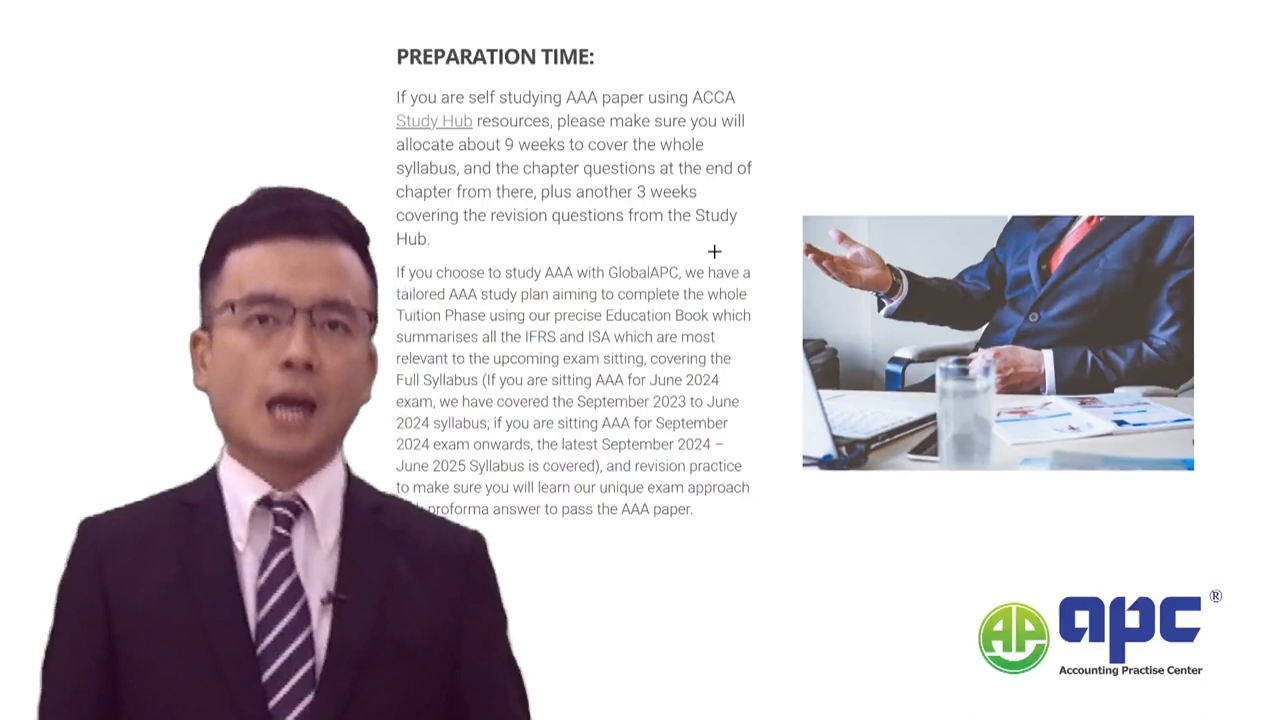 PREPARATION TIME:
If you are self studying AAA paper using ACCA
Study Hub resources, please make sure you will
allocate about 9 weeks to cover the whole
syllabus, and the chapter questions at the end of
chapter from there, plus another 3 weeks
covering the revision questions from the Study
Hub.
If you choose to study AAA with GlobalAPC, we have a
tailored AAA study plan aiming to complete the whole
Tuition Phase using our precise Education Book which
summarises all the IFRS and ISA which are most
relevant to the upcoming exam sitting, covering the
Full Syllabus (If you are sitting AAA for June 2024
exam, we have covered the September 2023 to June
2024 syllabus; if you are sitting AAA for September
2024 exam onwards, the latest September 2024 –
June 2025 Syllabus is covered), and revision practice
to make sure you will learn our unique exam approach
proforma answer to pass the AAA paper.
AP apc ®
Accounting Practise Center